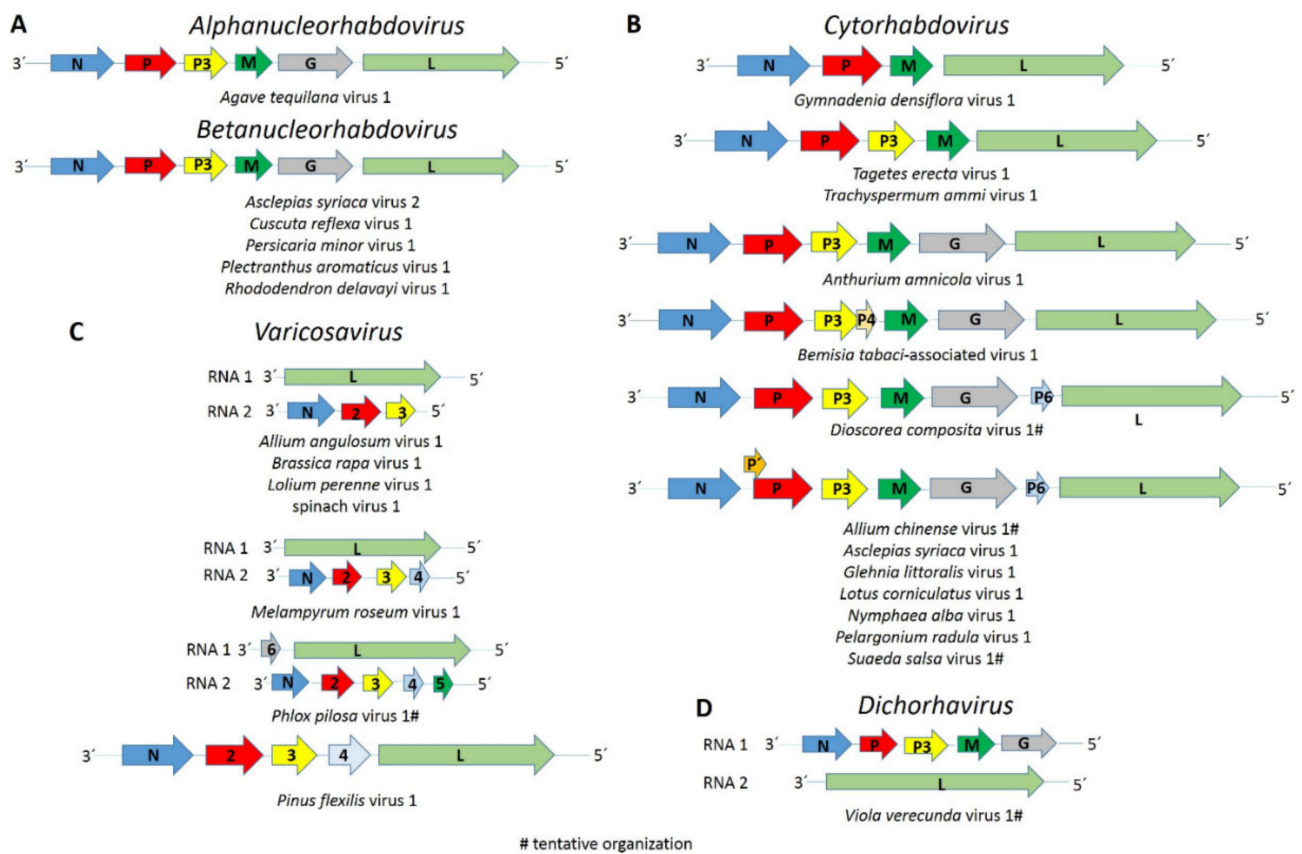 A
Alphanucleorhabdovirus
3´ N P P3 M G L 5´
Agave tequilana virus 1
Betanucleorhabdovirus
3´ N P P3 M G L 5´
Asclepias syriaca virus 2
Cuscuta reflexa virus 1
Persicaria minor virus 1
Plectranthus aromaticus virus 1
Rhododendron delavayi virus 1
B
Cytorhabdovirus
3´ N P M L 5´
Gymnadenia densiflora virus 1
3´ N P P3 M L 5´
Tagetes erecta virus 1
Trachyspermum ammi virus 1
3´ N P P3 M G L 5´
Anthurium amnicola virus 1
3´ N P P3 P4 M G L 5´
Bemisia tabaci-associated virus 1
3´ N P P3 M G P6 5´
L
Dioscorea composita virus 1#
P´
3´ N P P3 M G P6 L 5´
Allium chinense virus 1#
Asclepias syriaca virus 1
Glehnia littoralis virus 1
Lotus corniculatus virus 1
Nymphaea alba virus 1
Pelargonium radula virus 1
Suaeda salsa virus 1#
C
Varicosavirus
RNA 1 3´ L 5´
RNA 2 3´ N 2 3 5´
Allium angulosum virus 1
Brassica rapa virus 1
Lolium perenne virus 1
spinach virus 1
RNA 1 3´ L 5´
RNA 2 3´ N 2 3 4 5´
Melampyrum roseum virus 1
RNA 1 3´ 6 L 5´
RNA 2 3´ N 2 3 4 5 5´
Phlox pilosa virus 1#
3´ N 2 3 4 L 5´
Pinus flexilis virus 1
D
Dichorhavirus
RNA 1 3´ N P P3 M G 5´
RNA 2 3´ L 5´
Viola verecunda virus 1#
# tentative organization